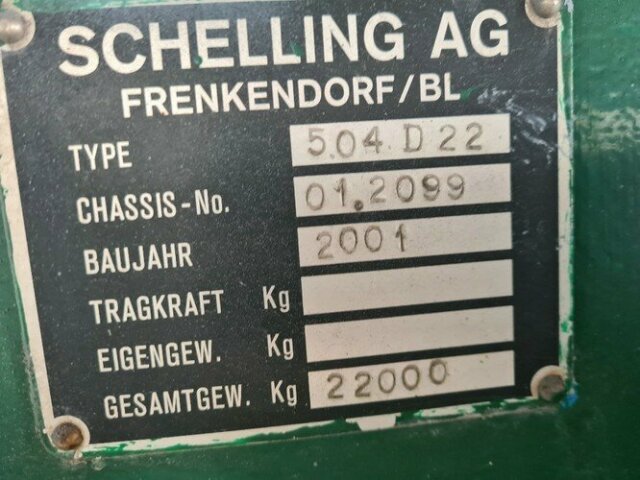 SCHELLING AG
FRENKENDORF/BL
TYPE 5.04 D 22
CHASSIS-No. 01.2099
BAUJAHR 2001
TRAGKRAFT Kg
EIGENGEW. Kg
GESAMTGEW. Kg 22000